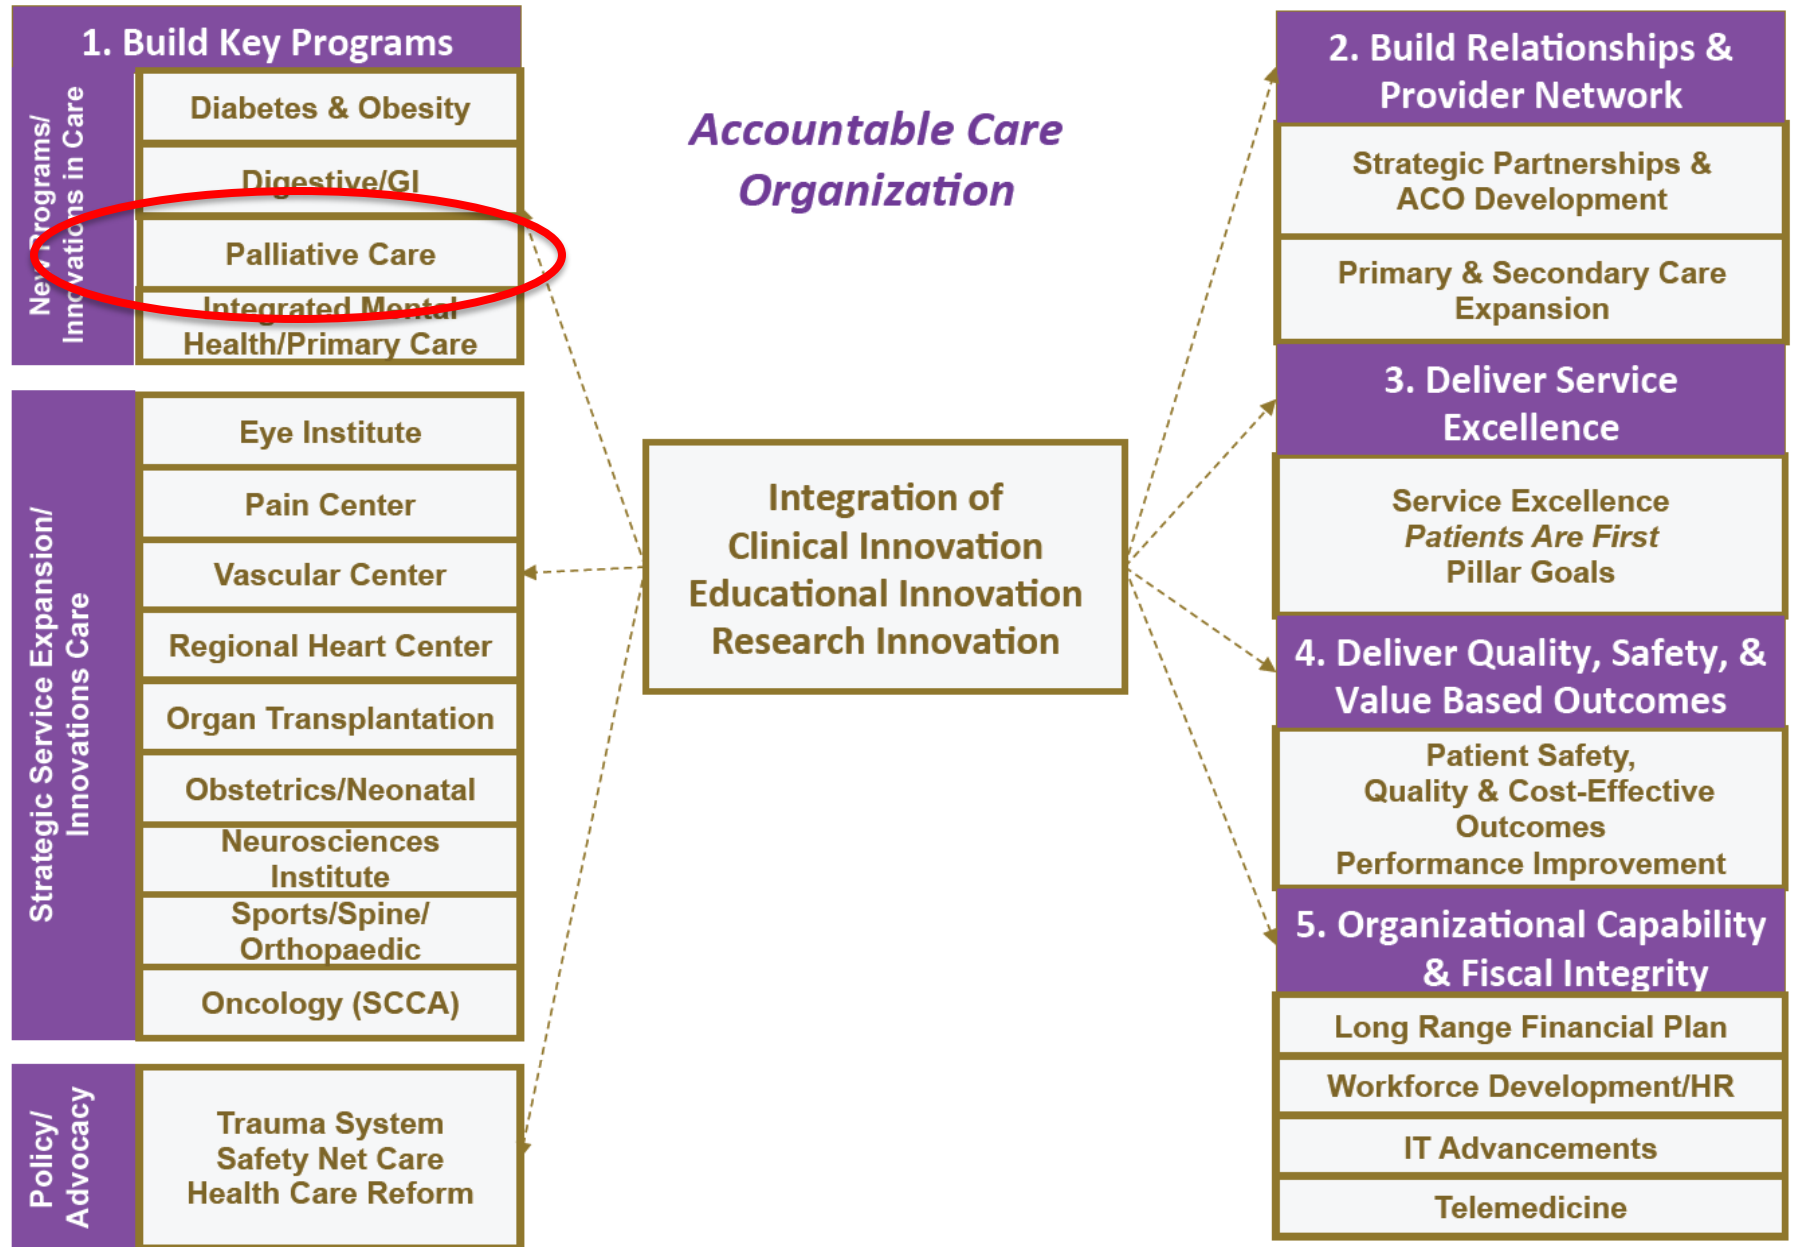 1. Build Key Programs
New Programs/
Innovations in Care
Diabetes & Obesity
Digestive/GI
Palliative Care
Integrated Mental
Health/Primary Care
Strategic Service Expansion/
Innovations Care
Eye Institute
Pain Center
Vascular Center
Regional Heart Center
Organ Transplantation
Obstetrics/Neonatal
Neurosciences
Institute
Sports/Spine/
Orthopaedic
Oncology (SCCA)
Policy/
Advocacy
Trauma System
Safety Net Care
Health Care Reform
Accountable Care
Organization
Integration of
Clinical Innovation
Educational Innovation
Research Innovation
2. Build Relationships &
Provider Network
Strategic Partnerships &
ACO Development
Primary & Secondary Care
Expansion
3. Deliver Service
Excellence
Service Excellence
Patients Are First
Pillar Goals
4. Deliver Quality, Safety, &
Value Based Outcomes
Patient Safety,
Quality & Cost-Effective
Outcomes
Performance Improvement
5. Organizational Capability
& Fiscal Integrity
Long Range Financial Plan
Workforce Development/HR
IT Advancements
Telemedicine